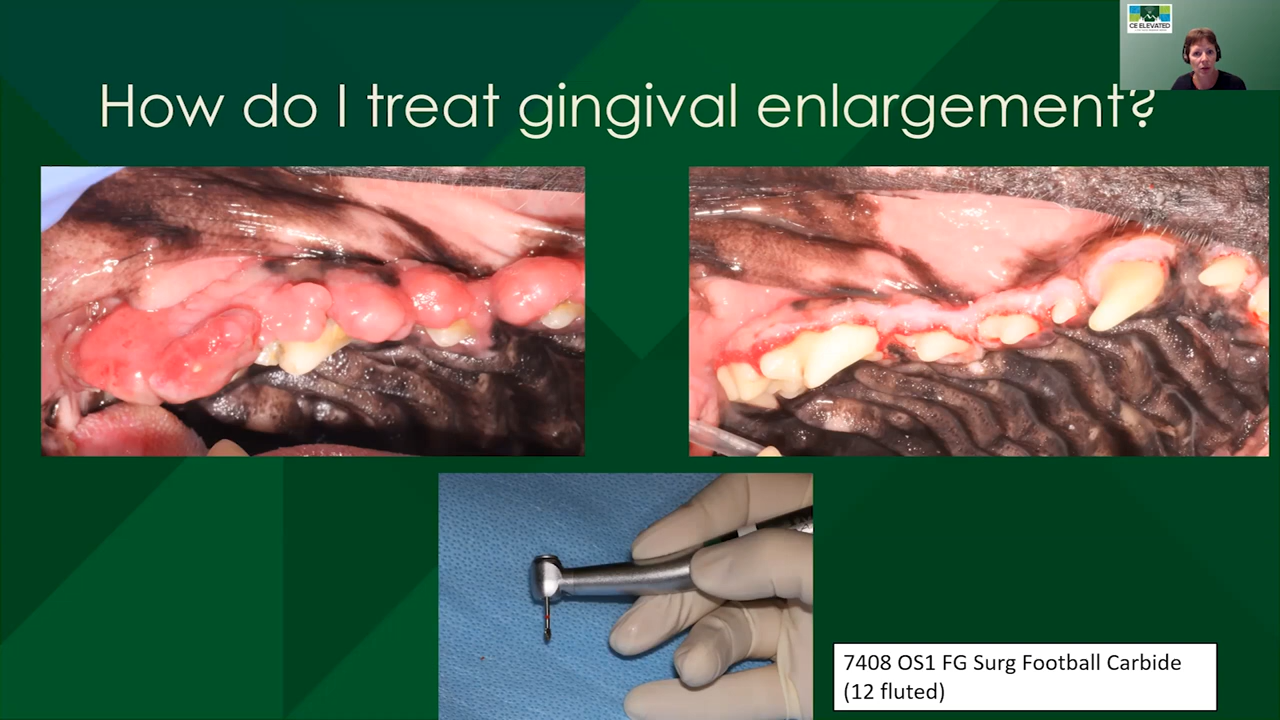 CE ELEVATED
How do I treat gingival enlargement?
7408 OS1 FG Surg Football Carbide
(12 fluted)